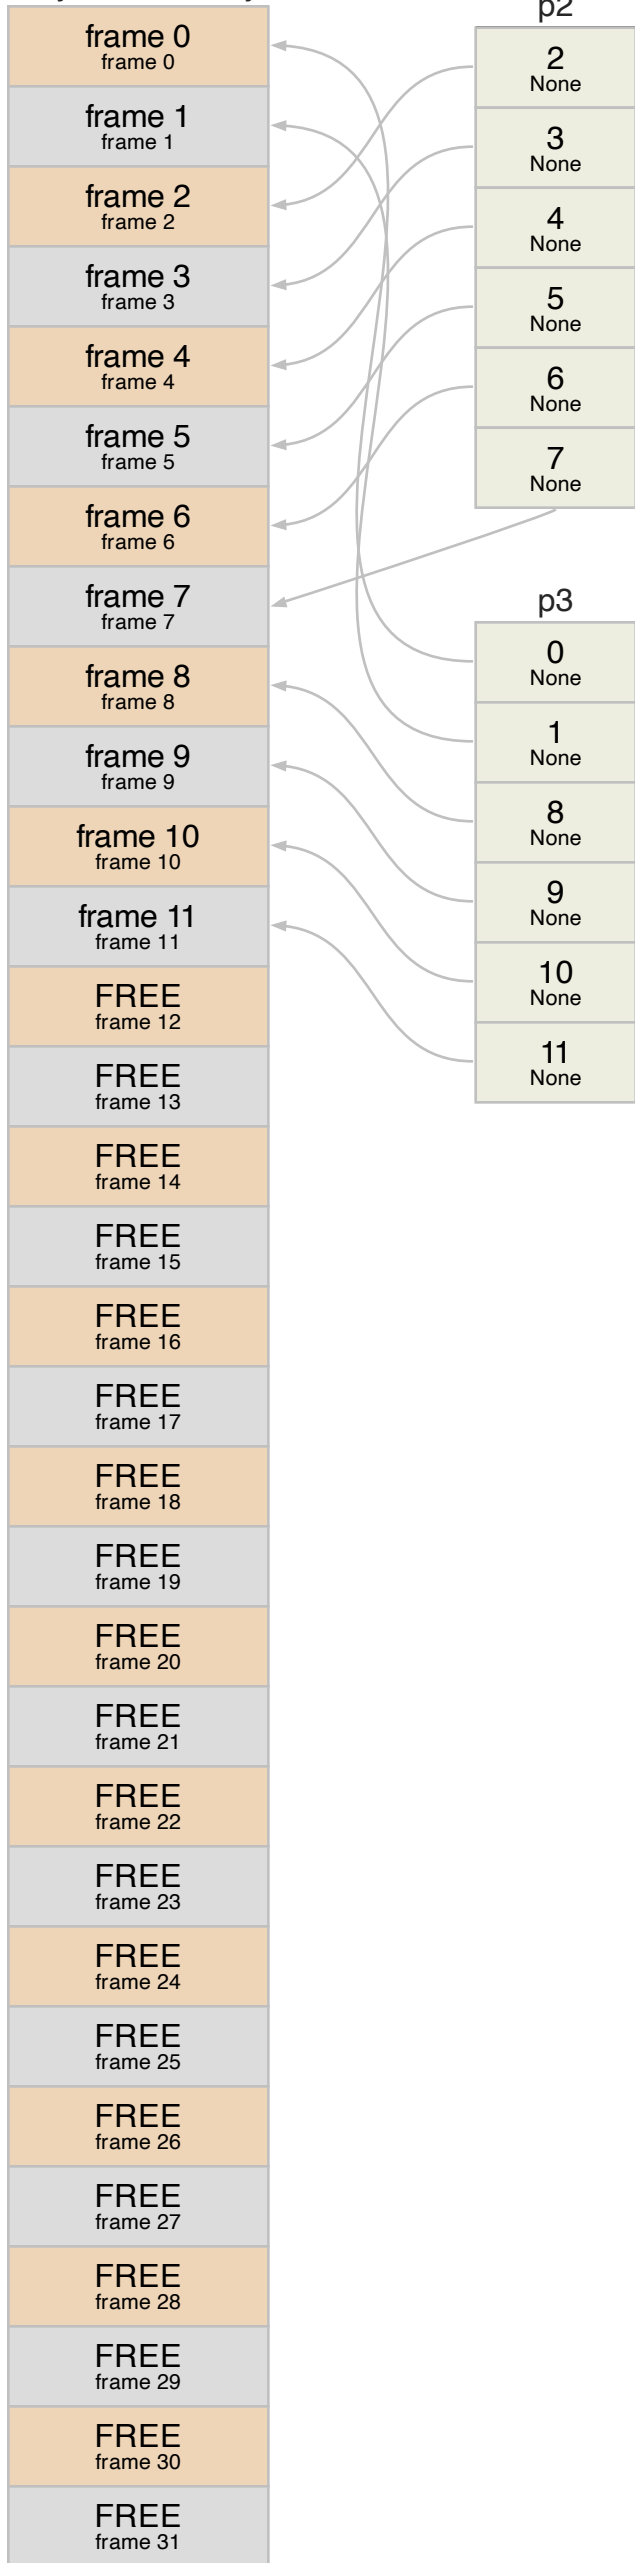 frame 0
frame 0
frame 1
frame 1
frame 2
frame 2
frame 3
frame 3
frame 4
frame 4
frame 5
frame 5
frame 6
frame 6
frame 7
frame 7
frame 8
frame 8
frame 9
frame 9
frame 10
frame 10
frame 11
frame 11
FREE
frame 12
FREE
frame 13
FREE
frame 14
FREE
frame 15
FREE
frame 16
FREE
frame 17
FREE
frame 18
FREE
frame 19
FREE
frame 20
FREE
frame 21
FREE
frame 22
FREE
frame 23
FREE
frame 24
FREE
frame 25
FREE
frame 26
FREE
frame 27
FREE
frame 28
FREE
frame 29
FREE
frame 30
FREE
frame 31
p2
2
None
3
None
4
None
5
None
6
None
7
None
p3
0
None
1
None
8
None
9
None
10
None
11
None